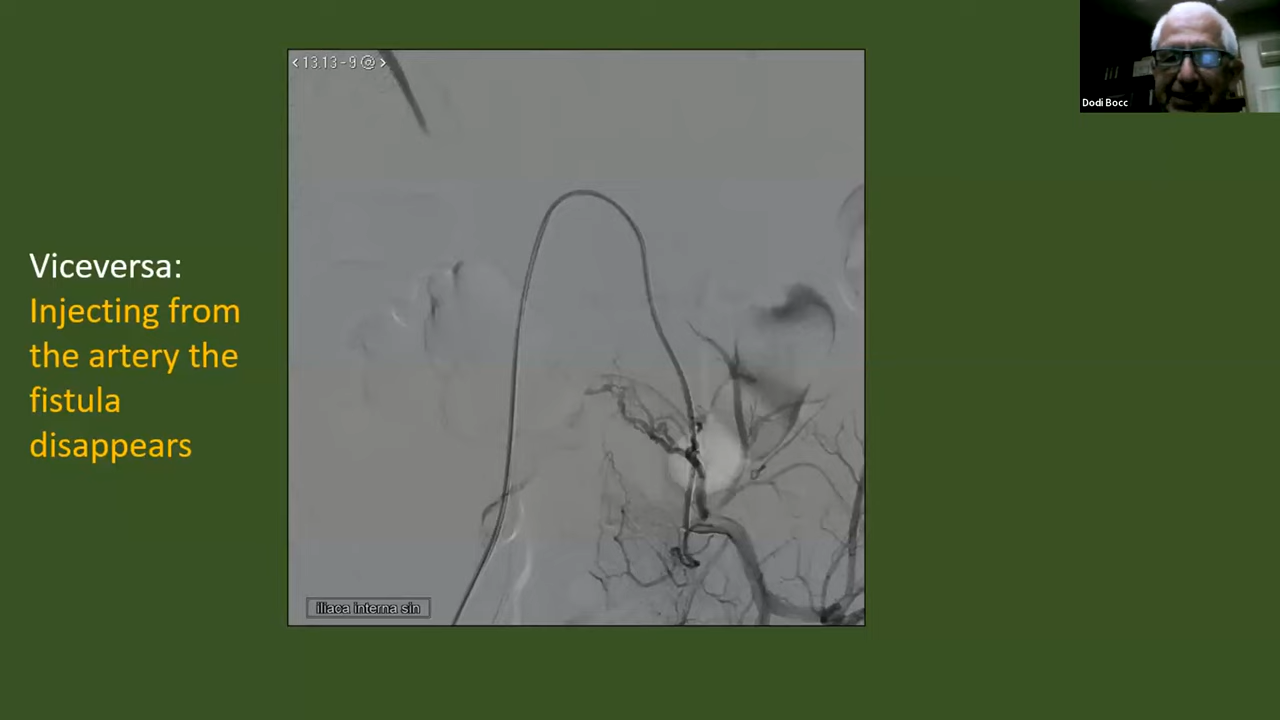 < 13.13 - 9 @ >
Dodi Bocc
Viceversa:
Injecting from
the artery the
fistula
disappears
iliaca interna sin